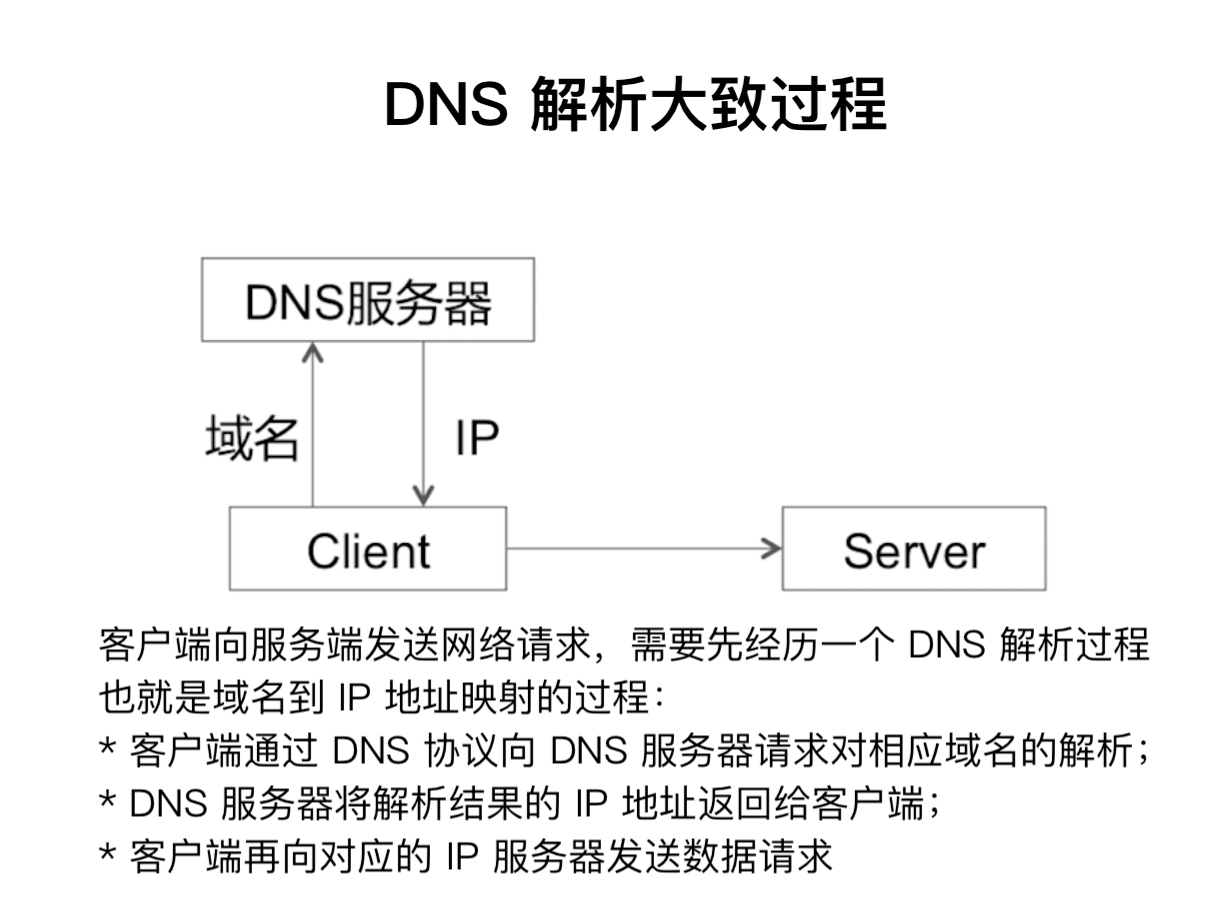 DNS 解析大致过程
DNS服务器
域名
IP
Client
Server
客户端向服务端发送网络请求，需要先经历一个 DNS 解析过程
也就是域名到 IP 地址映射的过程：
* 客户端通过 DNS 协议向 DNS 服务器请求对相应域名的解析；
* DNS 服务器将解析结果的 IP 地址返回给客户端；
* 客户端再向对应的 IP 服务器发送数据请求